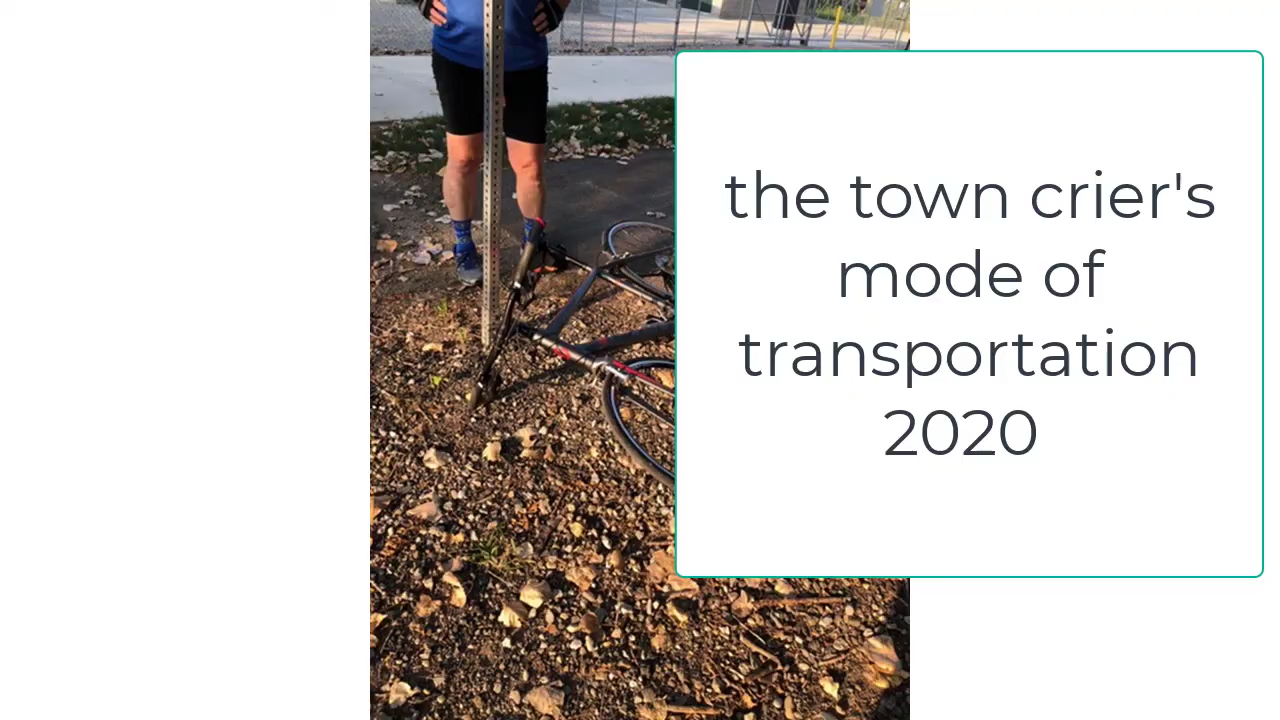 the town crier's
mode of
transportation
2020